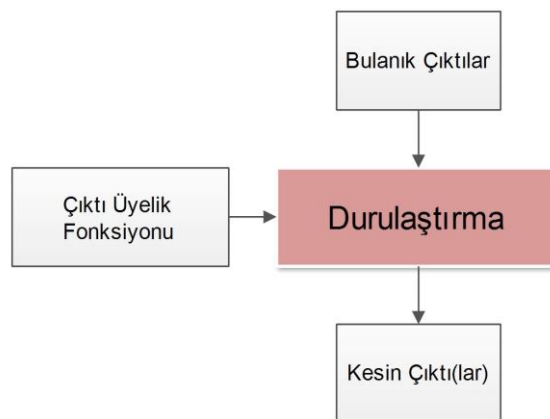 Bulanık Çıktılar
Çıktı Üyelik
Fonksiyonu
Durulaştırma
Kesin Çıktı(lar)